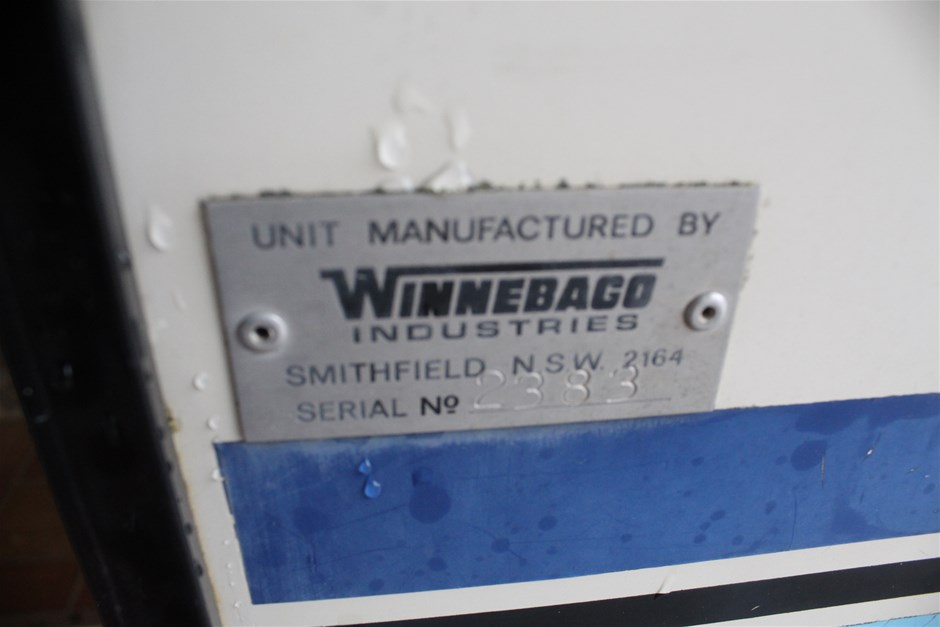 UNIT MANUFACTURED BY
WINNEBAGO
INDUSTRIES
SMITHFIELD N.S.W. 2164
SERIAL Nº 2383